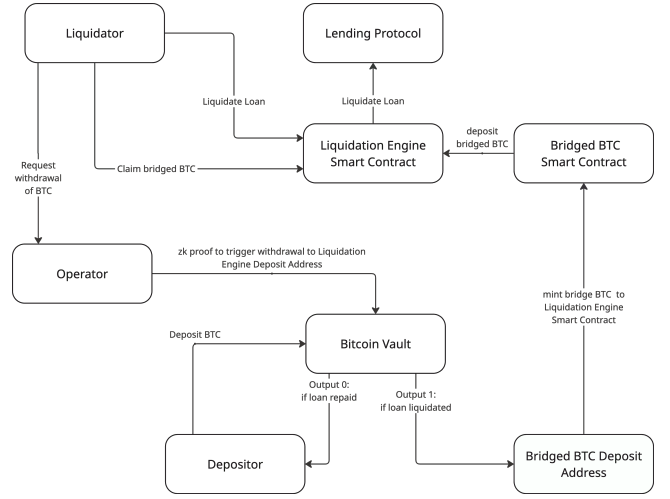 Liquidator
Lending Protocol
Liquidate Loan
Liquidate Loan
Liquidation Engine
Smart Contract
deposit
bridged BTC
Bridged BTC
Smart Contract
Claim bridged BTC
Request
withdrawal
of BTC
Operator
zk proof to trigger withdrawal to Liquidation
Engine Deposit Address
mint bridge BTC to
Liquidation Engine
Smart Contract
Deposit BTC
Bitcoin Vault
Output 0:
if loan repaid
Output 1:
if loan liquidated
Depositor
Bridged BTC Deposit
Address